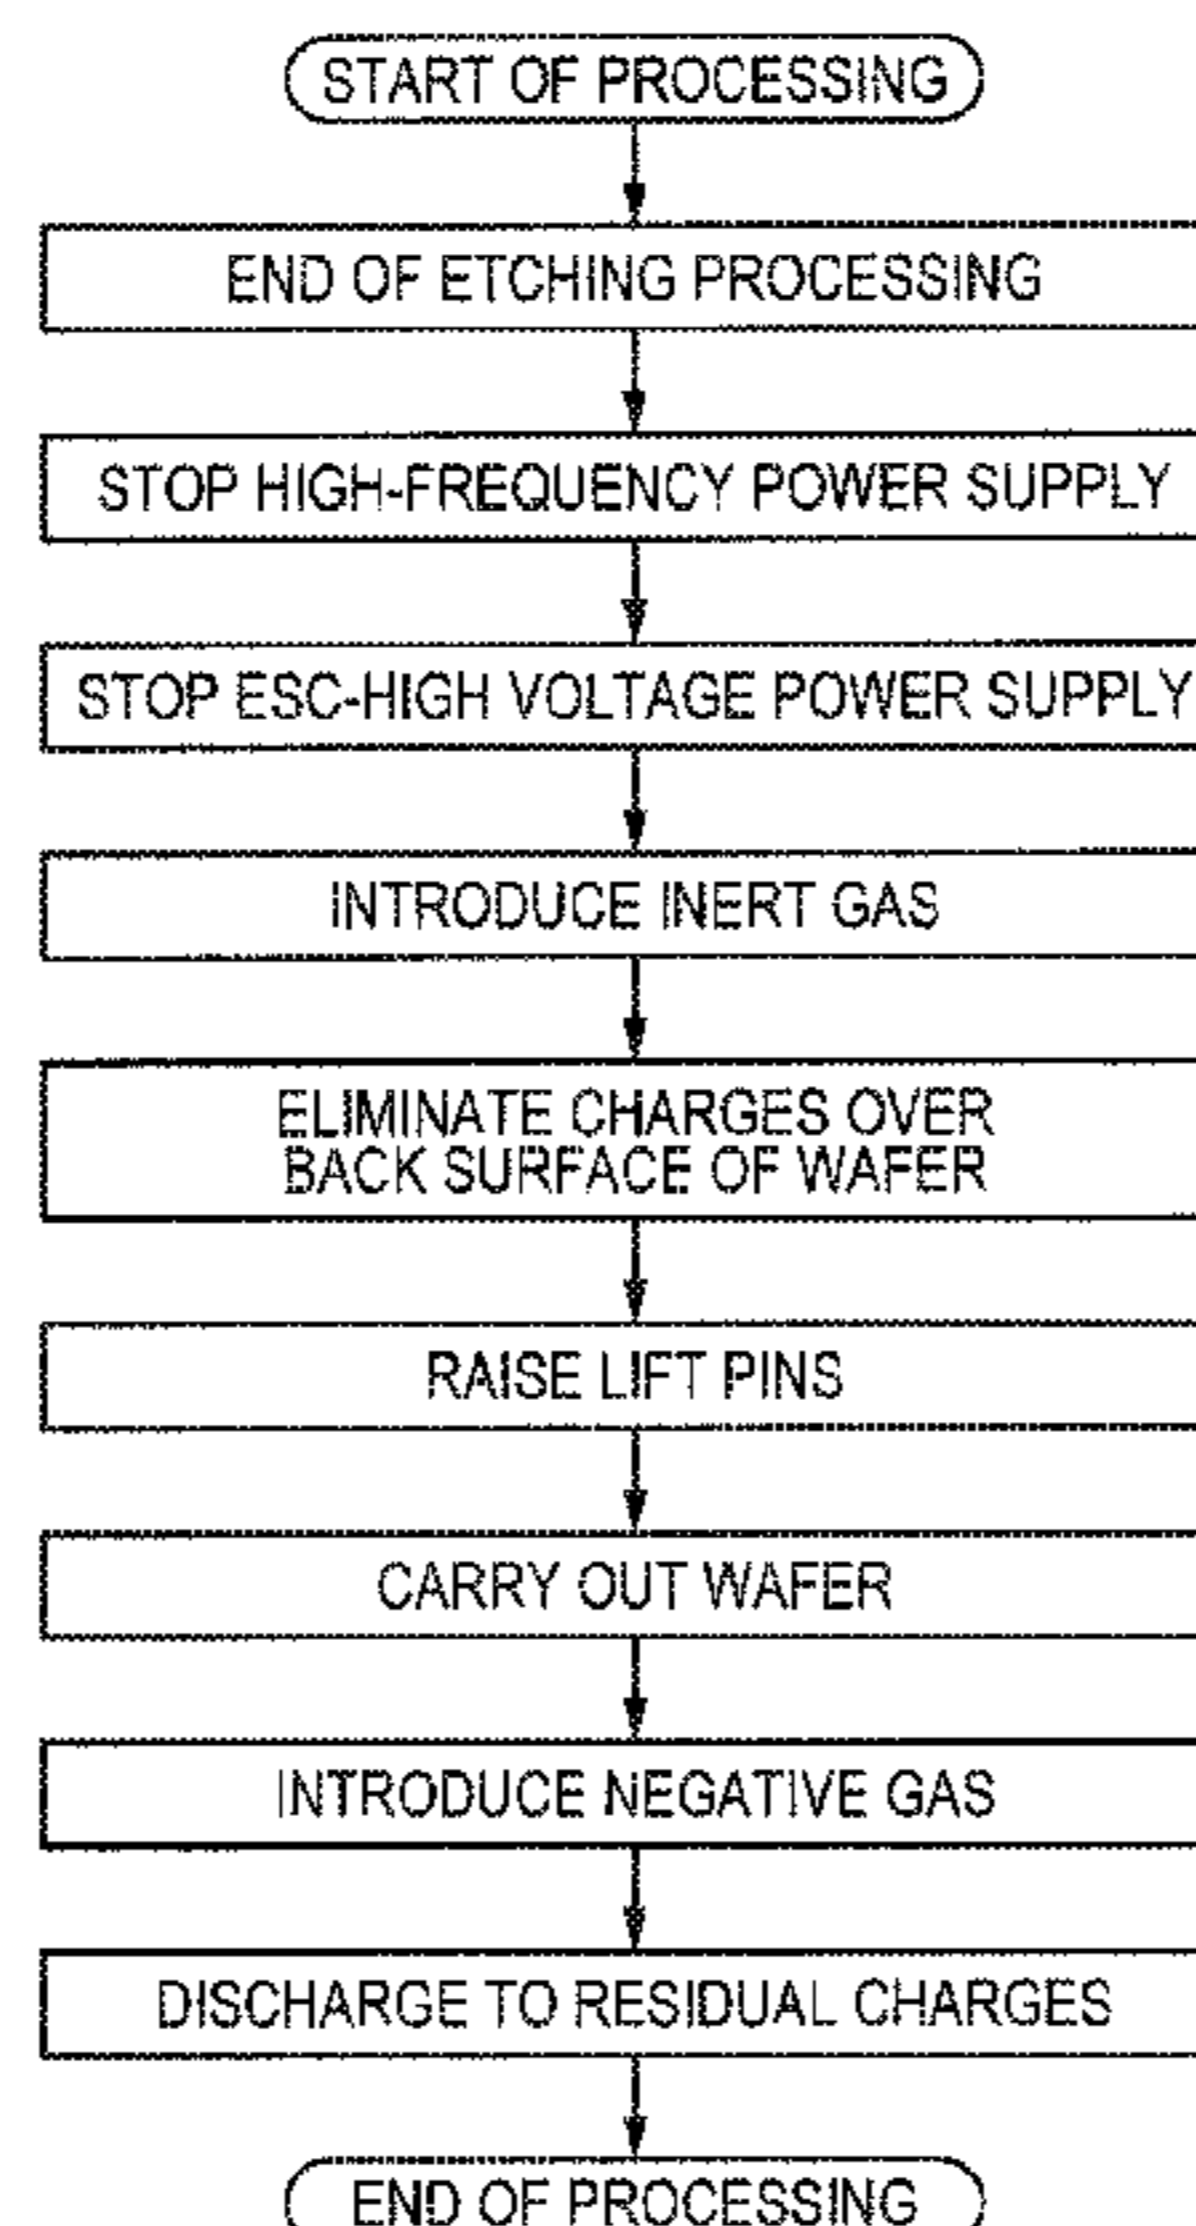 START OF PROCESSING
END OF ETCHING PROCESSING
STOP HIGH-FREQUENCY POWER SUPPLY
STOP ESC-HIGH VOLTAGE POWER SUPPLY
INTRODUCE INERT GAS
ELIMINATE CHARGES OVER
BACK SURFACE OF WAFER
RAISE LIFT PINS
CARRY OUT WAFER
INTRODUCE NEGATIVE GAS
DISCHARGE TO RESIDUAL CHARGES
END OF PROCESSING